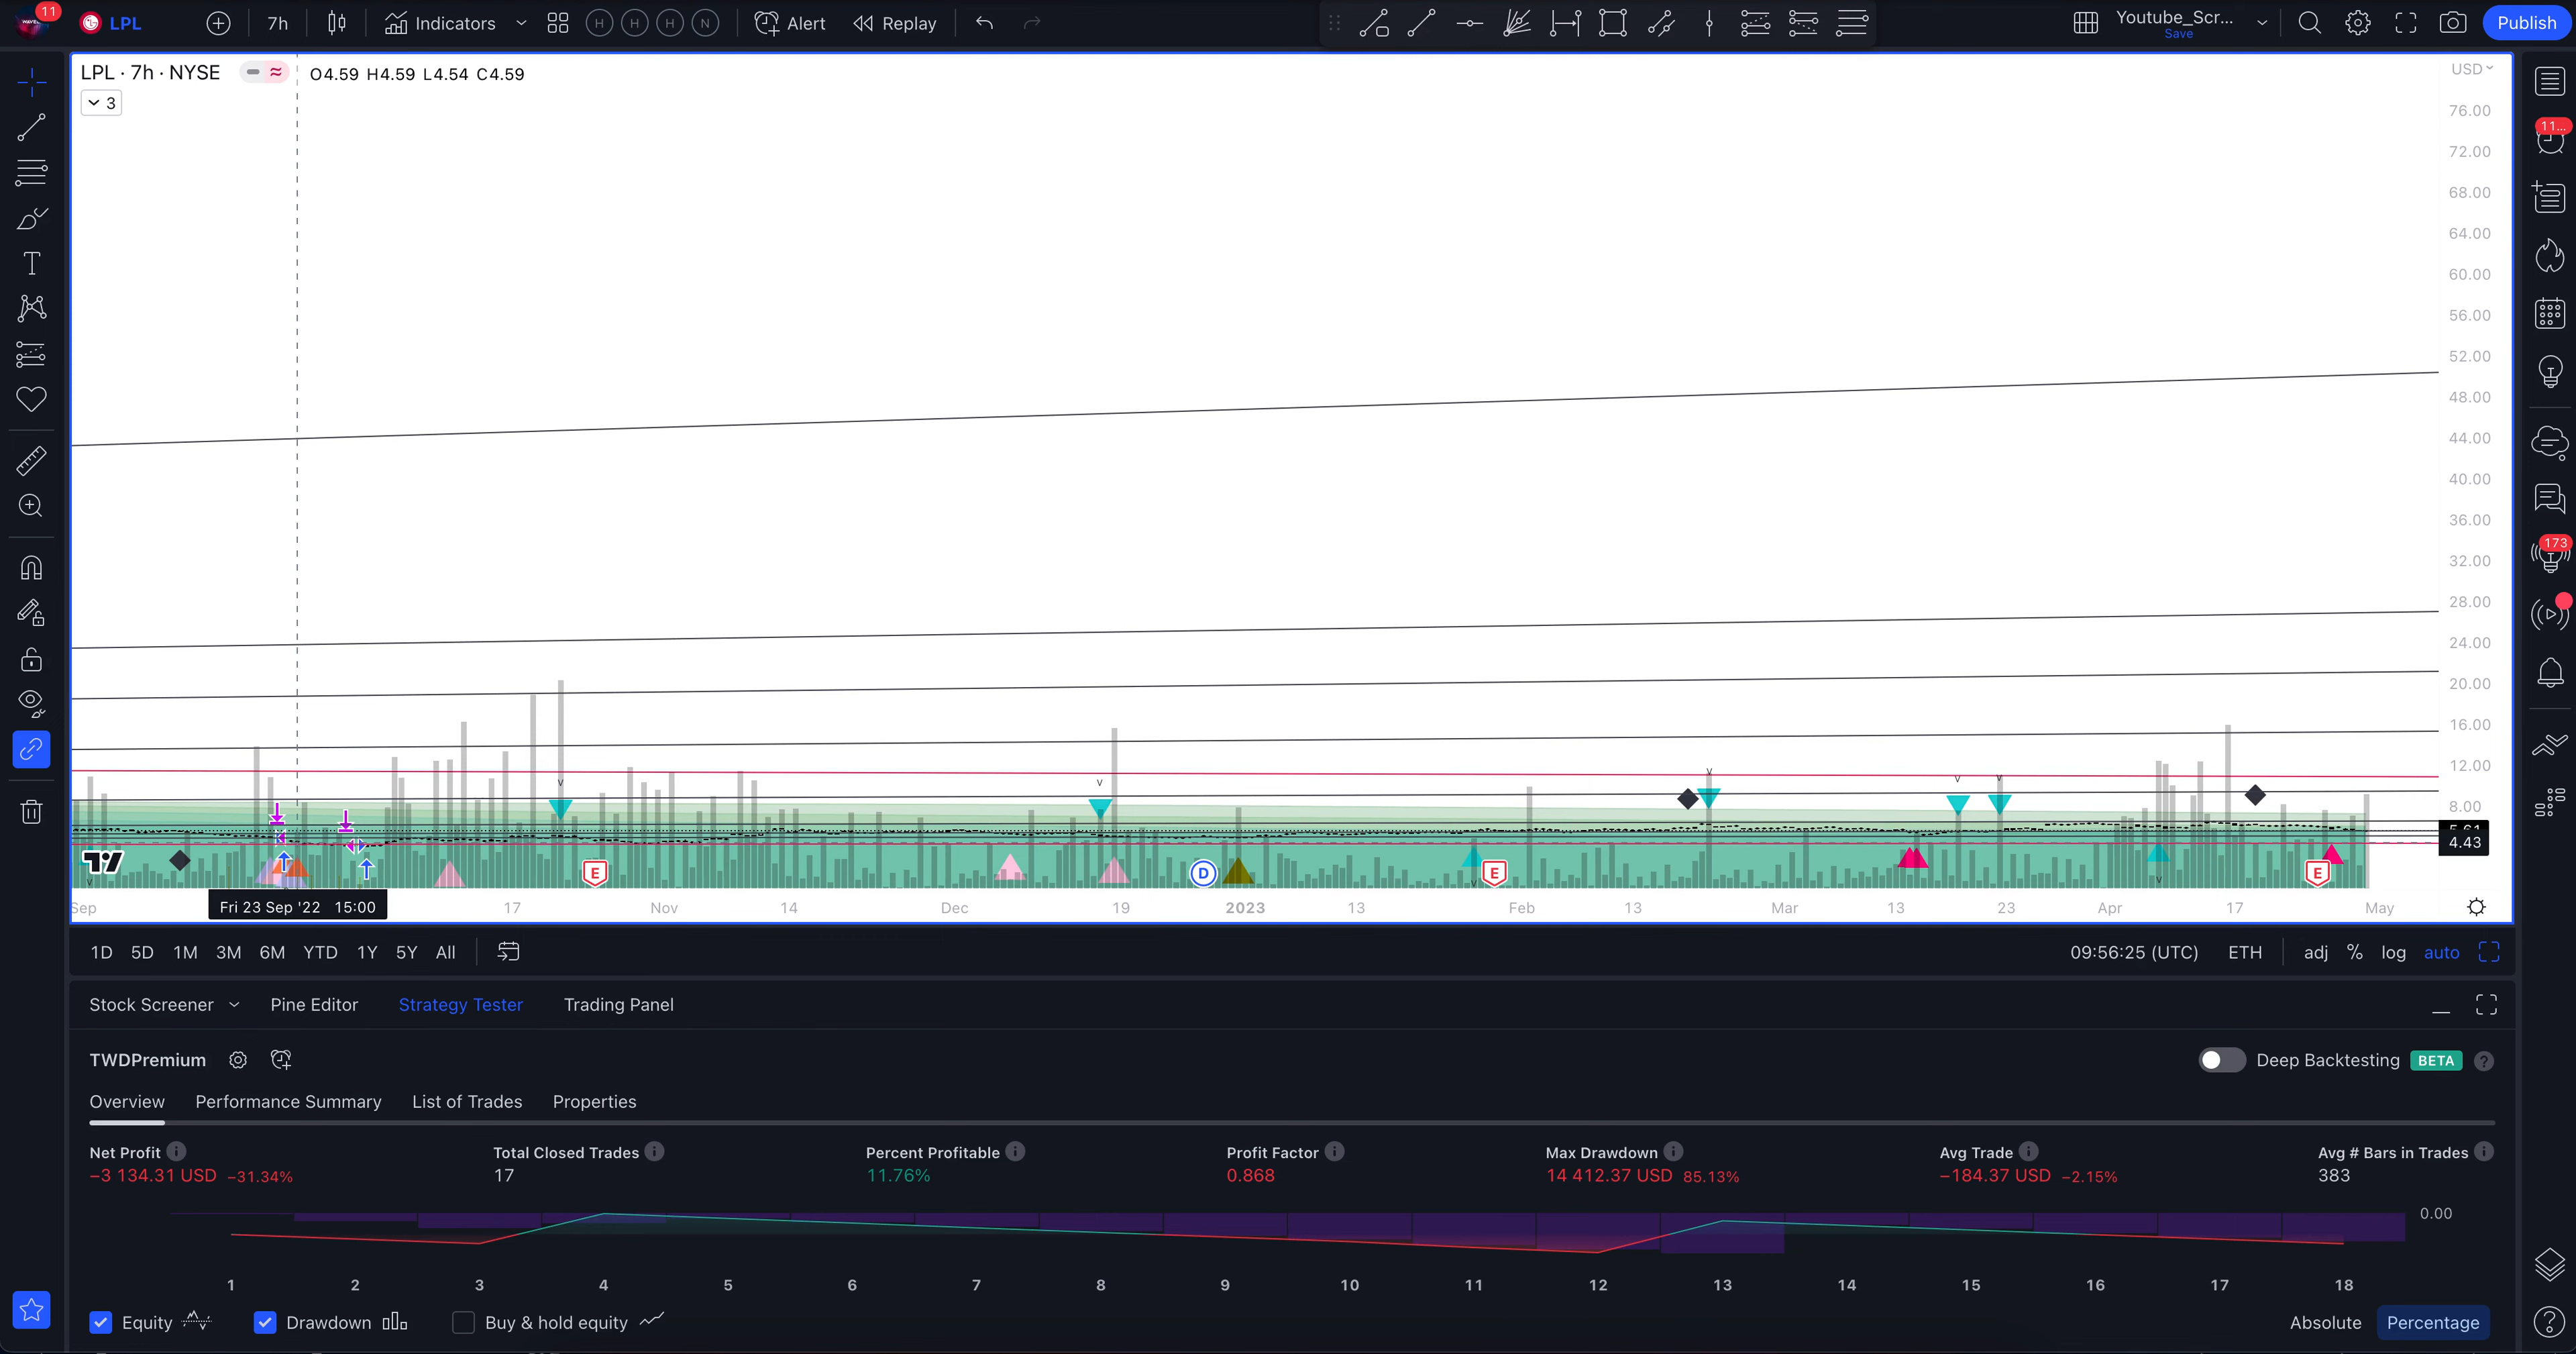 11
LPL
7h
Indicators
H
H
H
N
Alert
Replay
Youtube_Scr...
Save
Publish
LPL · 7h · NYSE
O4.59 H4.59 L4.54 C4.59
3
USD
76.00
72.00
68.00
64.00
60.00
56.00
52.00
48.00
44.00
40.00
36.00
32.00
28.00
24.00
20.00
16.00
12.00
8.00
4.43
11...
173
E
D
E
E
Sep
Fri 23 Sep '22 15:00
17
Nov
14
Dec
19
2023
13
Feb
13
Mar
13
23
Apr
17
May
1D 5D 1M 3M 6M YTD 1Y 5Y All
09:56:25 (UTC) ETH adj % log auto
Stock Screener Pine Editor Strategy Tester Trading Panel
TWDPremium
Deep Backtesting BETA ?
Overview Performance Summary List of Trades Properties
Net Profit Total Closed Trades Percent Profitable Profit Factor Max Drawdown Avg Trade Avg # Bars in Trades
−3 134.31 USD −31.34% 17 11.76% 0.868 14 412.37 USD 85.13% −184.37 USD −2.15% 383
0.00
1 2 3 4 5 6 7 8 9 10 11 12 13 14 15 16 17 18
Equity Drawdown Buy & hold equity Absolute Percentage